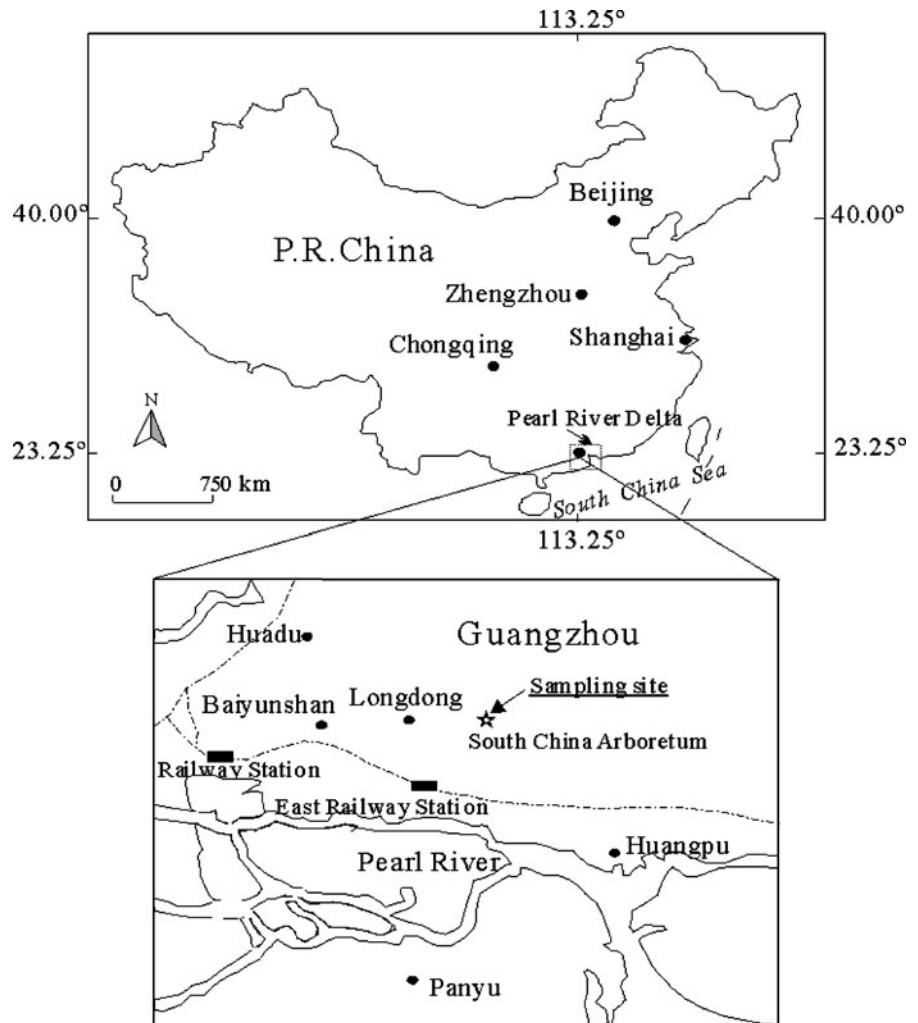 113.25°
Beijing
40.00°
40.00°
P.R.China
Zhengzhou
Shanghai
Chongqing
N
Pearl River Delta
23.25°
23.25°
0 750 km
South China Sea
113.25°
Huadu
Guangzhou
Sampling site
Longdong
Baiyunshan
South China Arboretum
Railway Station
East Railway Station
Huangpu
Pearl River
Panyu